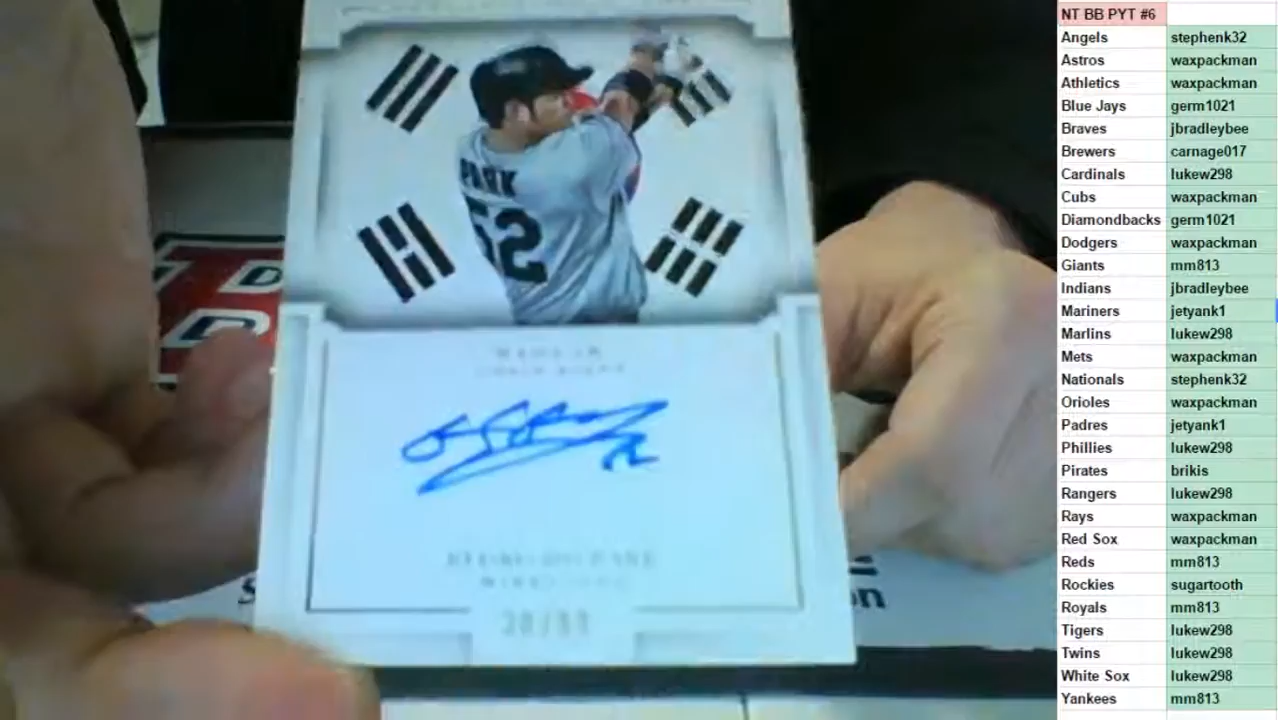 PARK
52
NT BB PYT #6
Angels stephenk32
Astros waxpackman
Athletics waxpackman
Blue Jays germ1021
Braves jbradleybee
Brewers carnage017
Cardinals lukew298
Cubs waxpackman
Diamondbacks germ1021
Dodgers waxpackman
Giants mm813
Indians jbradleybee
Mariners jetyank1
Marlins lukew298
Mets waxpackman
Nationals stephenk32
Orioles waxpackman
Padres jetyank1
Phillies lukew298
Pirates brikis
Rangers lukew298
Rays waxpackman
Red Sox waxpackman
Reds mm813
Rockies sugartooth
Royals mm813
Tigers lukew298
Twins lukew298
White Sox lukew298
Yankees mm813